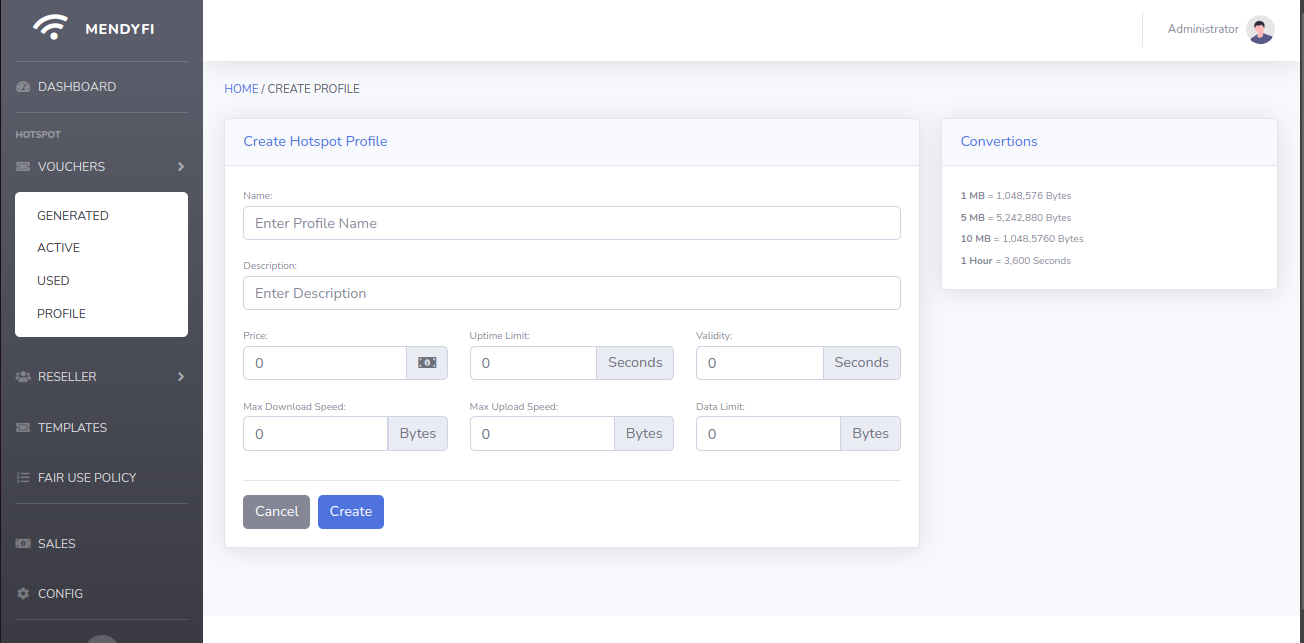 MENDYFI
Administrator
DASHBOARD
HOTSPOT
VOUCHERS
GENERATED
ACTIVE
USED
PROFILE
RESELLER
TEMPLATES
FAIR USE POLICY
SALES
CONFIG
HOME / CREATE PROFILE
Create Hotspot Profile
Name:
Enter Profile Name
Description:
Enter Description
Price: Uptime Limit: Validity:
0 0 Seconds 0 Seconds
Max Download Speed: Max Upload Speed: Data Limit:
0 Bytes 0 Bytes 0 Bytes
Cancel Create
Convertions
1 MB = 1,048,576 Bytes
5 MB = 5,242,880 Bytes
10 MB = 1,048,5760 Bytes
1 Hour = 3,600 Seconds